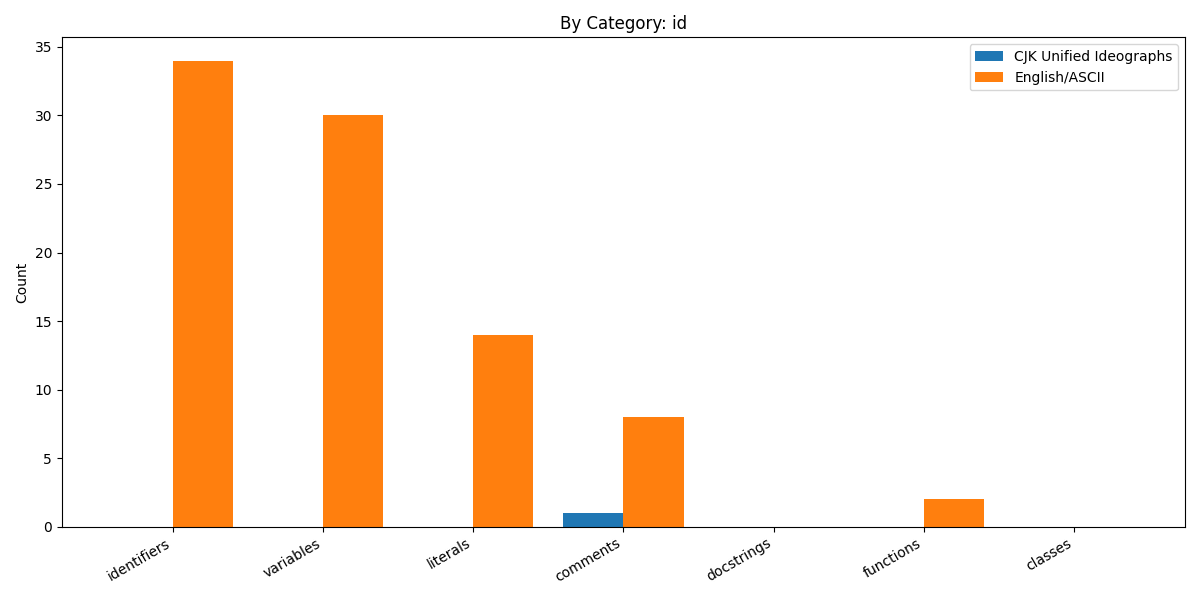 By Category: id
CJK Unified Ideographs
English/ASCII
Count
35
30
25
20
15
10
5
0
identifiers
variables
literals
comments
docstrings
functions
classes